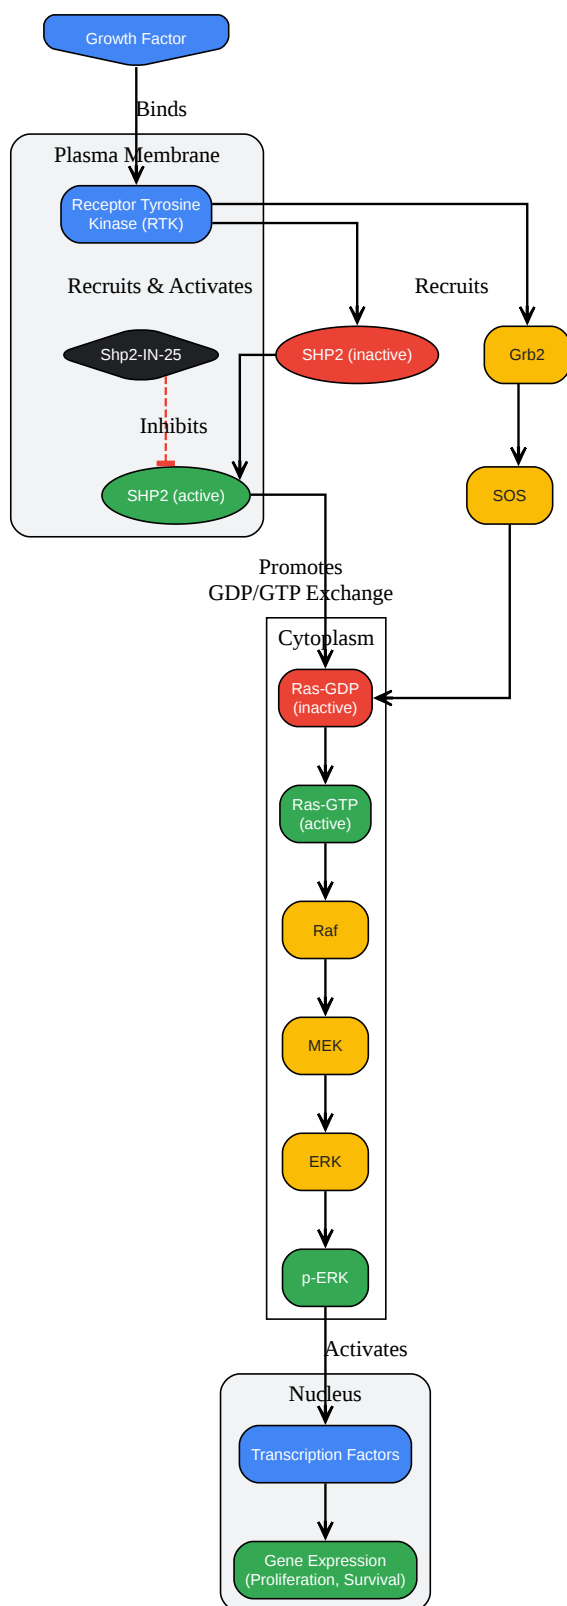 Growth Factor
Binds
Plasma Membrane
Receptor Tyrosine
Kinase (RTK)
Recruits & Activates
Recruits
Shp2-IN-25
SHP2 (inactive)
Grb2
Inhibits
SHP2 (active)
SOS
Promotes
GDP/GTP Exchange
Cytoplasm
Ras-GDP
(inactive)
Ras-GTP
(active)
Raf
MEK
ERK
p-ERK
Activates
Nucleus
Transcription Factors
Gene Expression
(Proliferation, Survival)